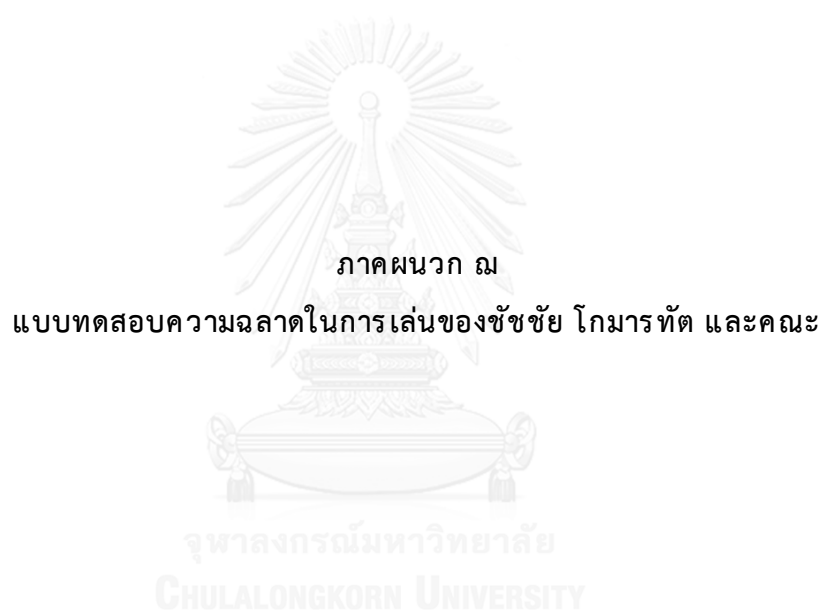 ภาคผนวก ฌ
แบบทดสอบความฉลาดในการเล่นของชัชชัย โกมารทัต และคณะ
จุฬาลงกรณ์มหาวิทยาลัย
CHULALONGKORN UNIVERSITY